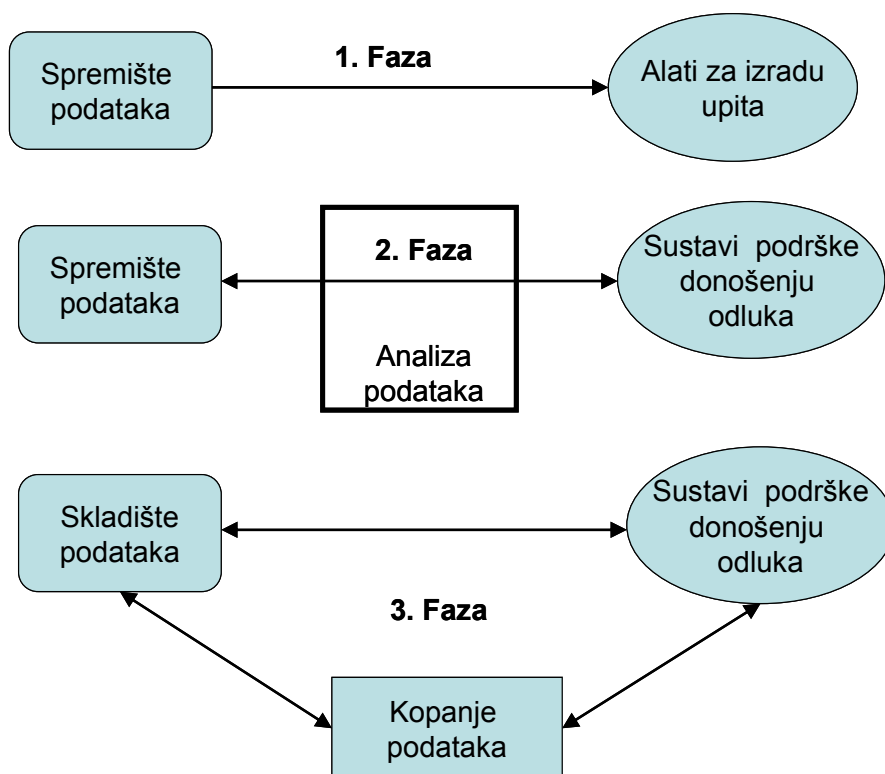 Spremište
podataka
1. Faza
Alati za izradu
upita
Spremište
podataka
2. Faza
Analiza
podataka
Sustavi podrške
donošenju
odluka
Skladište
podataka
Sustavi podrške
donošenju
odluka
3. Faza
Kopanje
podataka